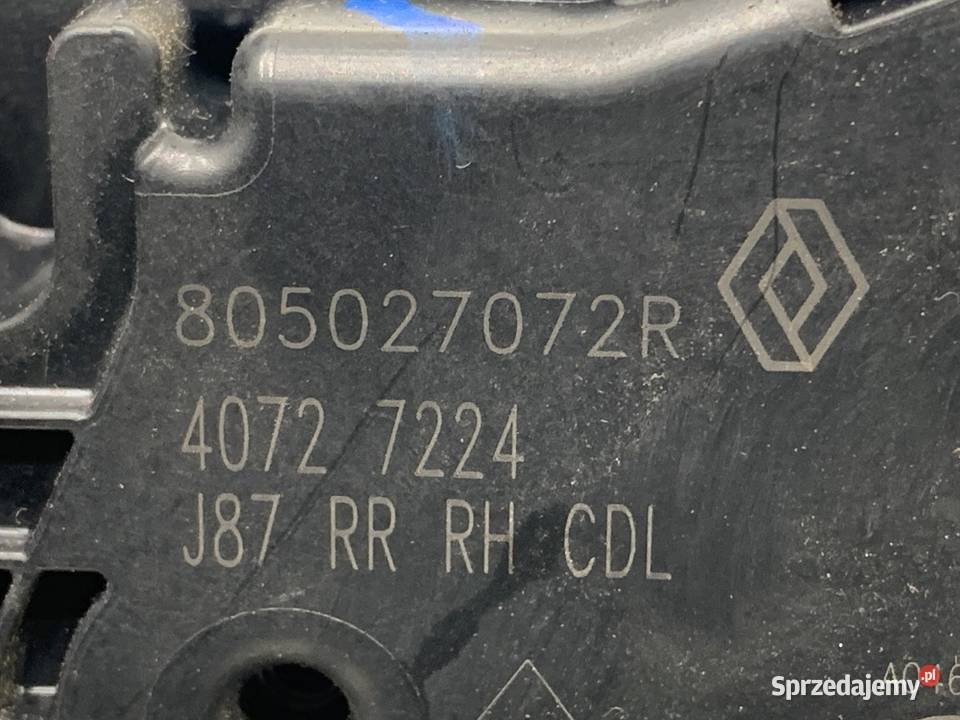 805027072R
4072 7224
J87 RR RH CDL
Sprzedajemy.pl